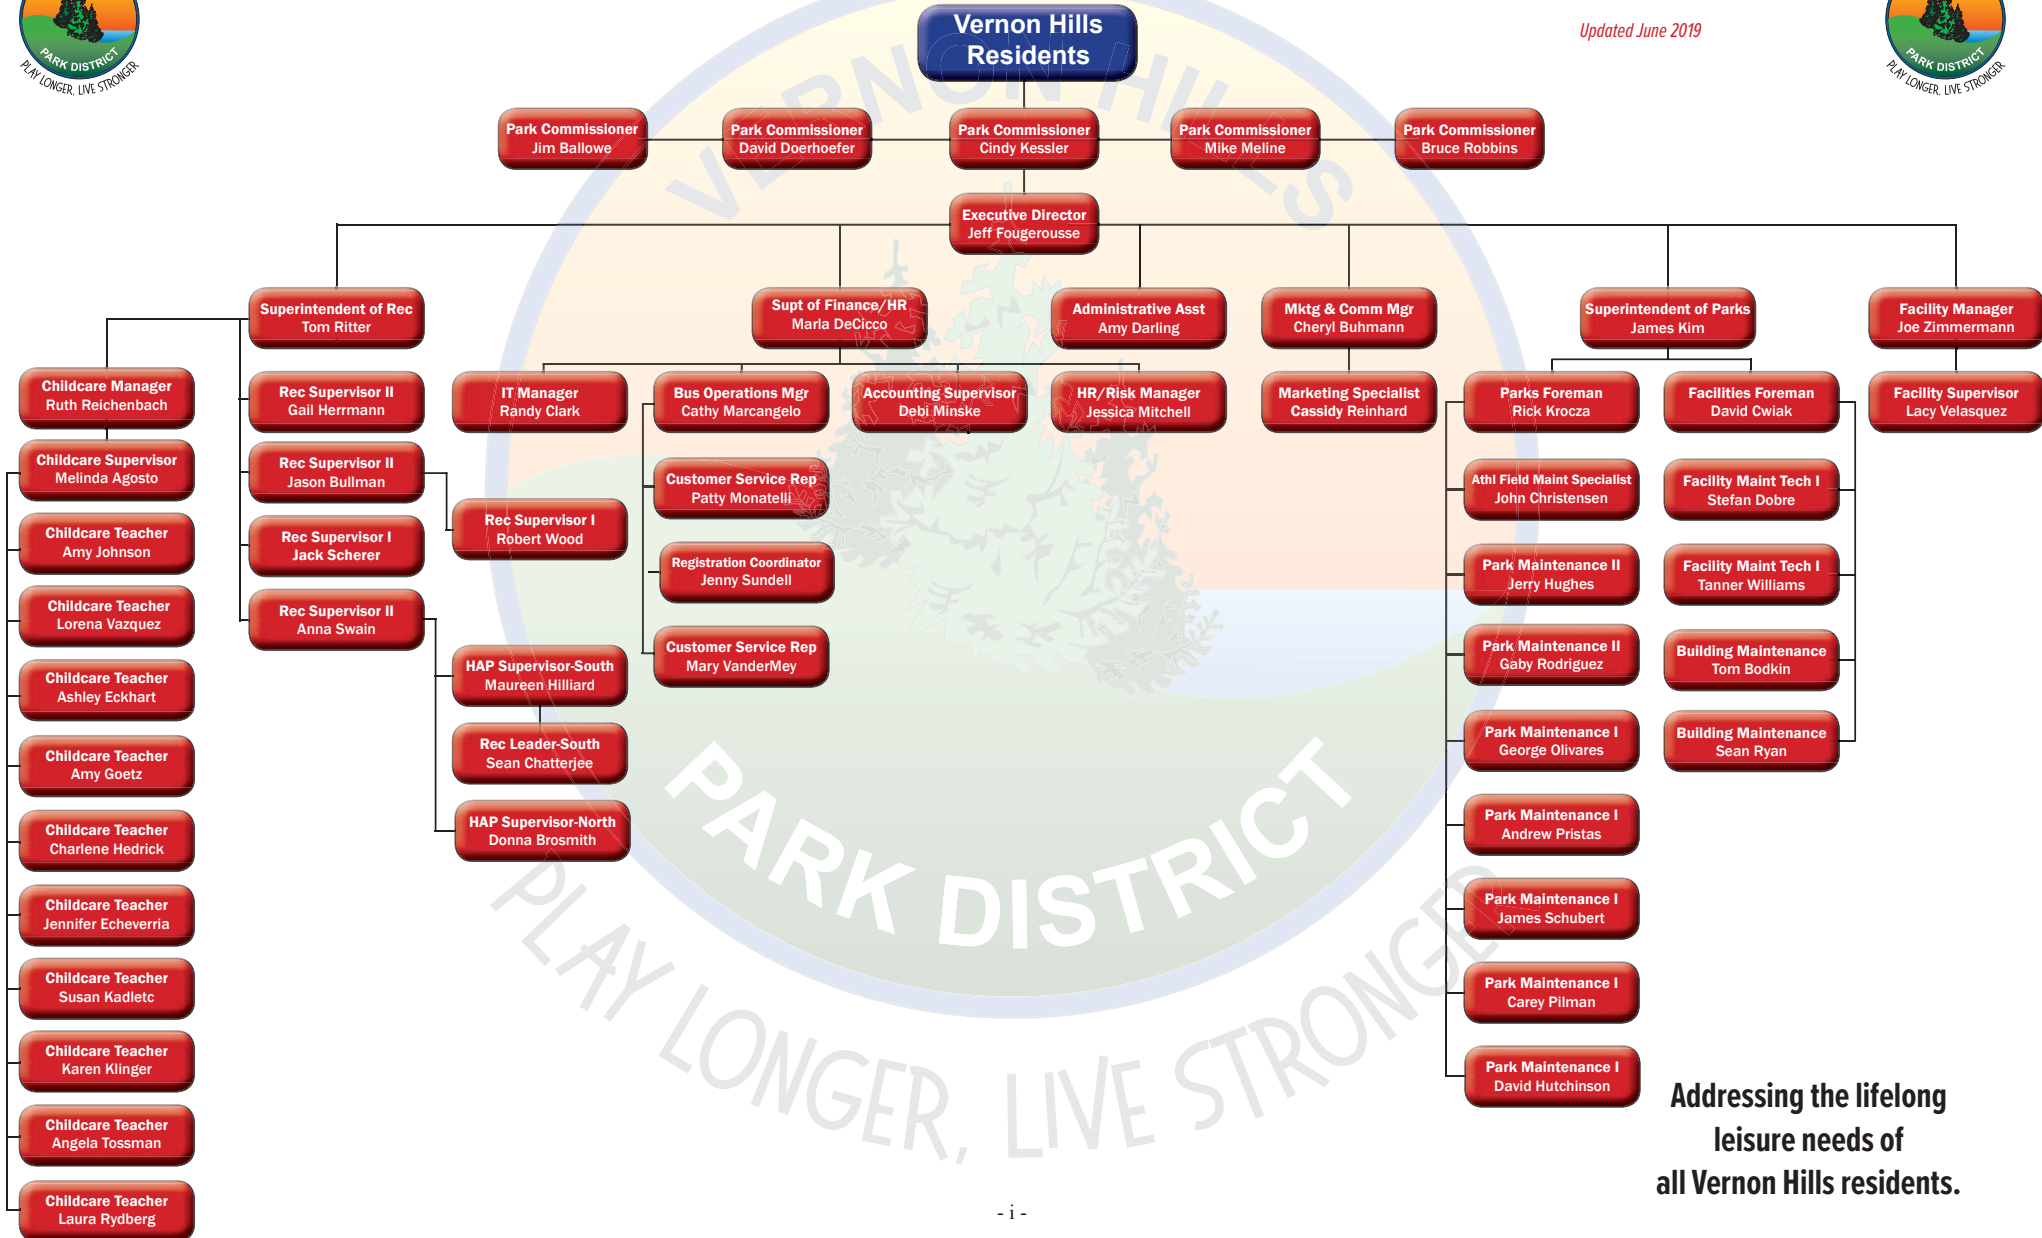 PARK DISTRICT
PLAY LONGER, LIVE STRONGER
Vernon Hills
Residents
Updated June 2019
PARK DISTRICT
PLAY LONGER, LIVE STRONGER
Park Commissioner
Jim Ballowe
Park Commissioner
David Doerhoefer
Park Commissioner
Cindy Kessler
Park Commissioner
Mike Meline
Park Commissioner
Bruce Robbins
Executive Director
Jeff Fougerousse
Superintendent of Rec
Tom Ritter
Supt of Finance/HR
Marla DeCicco
Administrative Asst
Amy Darling
Mktg & Comm Mgr
Cheryl Buhmann
Superintendent of Parks
James Kim
Facility Manager
Joe Zimmermann
Childcare Manager
Ruth Reichenbach
Childcare Supervisor
Melinda Agosto
Childcare Teacher
Amy Johnson
Childcare Teacher
Lorena Vazquez
Childcare Teacher
Ashley Eckhart
Childcare Teacher
Amy Goetz
Childcare Teacher
Charlene Hedrick
Childcare Teacher
Jennifer Echeverria
Childcare Teacher
Susan Kadletc
Childcare Teacher
Karen Klinger
Childcare Teacher
Angela Tossman
Childcare Teacher
Laura Rydberg
Rec Supervisor II
Gail Herrmann
Rec Supervisor II
Jason Bullman
Rec Supervisor I
Jack Scherer
Rec Supervisor II
Anna Swain
IT Manager
Randy Clark
Rec Supervisor I
Robert Wood
HAP Supervisor-South
Maureen Hilliard
Rec Leader-South
Sean Chatterjee
HAP Supervisor-North
Donna Brosmith
Bus Operations Mgr
Cathy Marcangelo
Customer Service Rep
Patty Monatelli
Registration Coordinator
Jenny Sundell
Customer Service Rep
Mary VanderMey
Accounting Supervisor
Debi Minske
HR/Risk Manager
Jessica Mitchell
Marketing Specialist
Cassidy Reinhard
Parks Foreman
Rick Krocza
Athl Field Maint Specialist
John Christensen
Park Maintenance II
Jerry Hughes
Park Maintenance II
Gaby Rodriguez
Park Maintenance I
George Olivares
Park Maintenance I
Andrew Pristas
Park Maintenance I
James Schubert
Park Maintenance I
Carey Pilman
Park Maintenance I
David Hutchinson
Facilities Foreman
David Cwiak
Facility Maint Tech I
Stefan Dobre
Facility Maint Tech I
Tanner Williams
Building Maintenance
Tom Bodkin
Building Maintenance
Sean Ryan
Facility Supervisor
Lacy Velasquez
VERNON HILLS
PARK DISTRICT
PLAY LONGER, LIVE STRONGER
Addressing the lifelong
leisure needs of
all Vernon Hills residents.
- i -